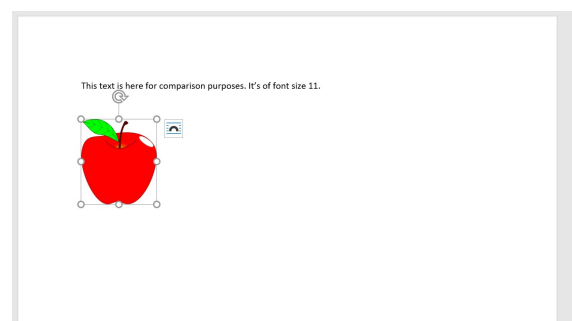 This text is here for comparison purposes. It’s of font size 11.